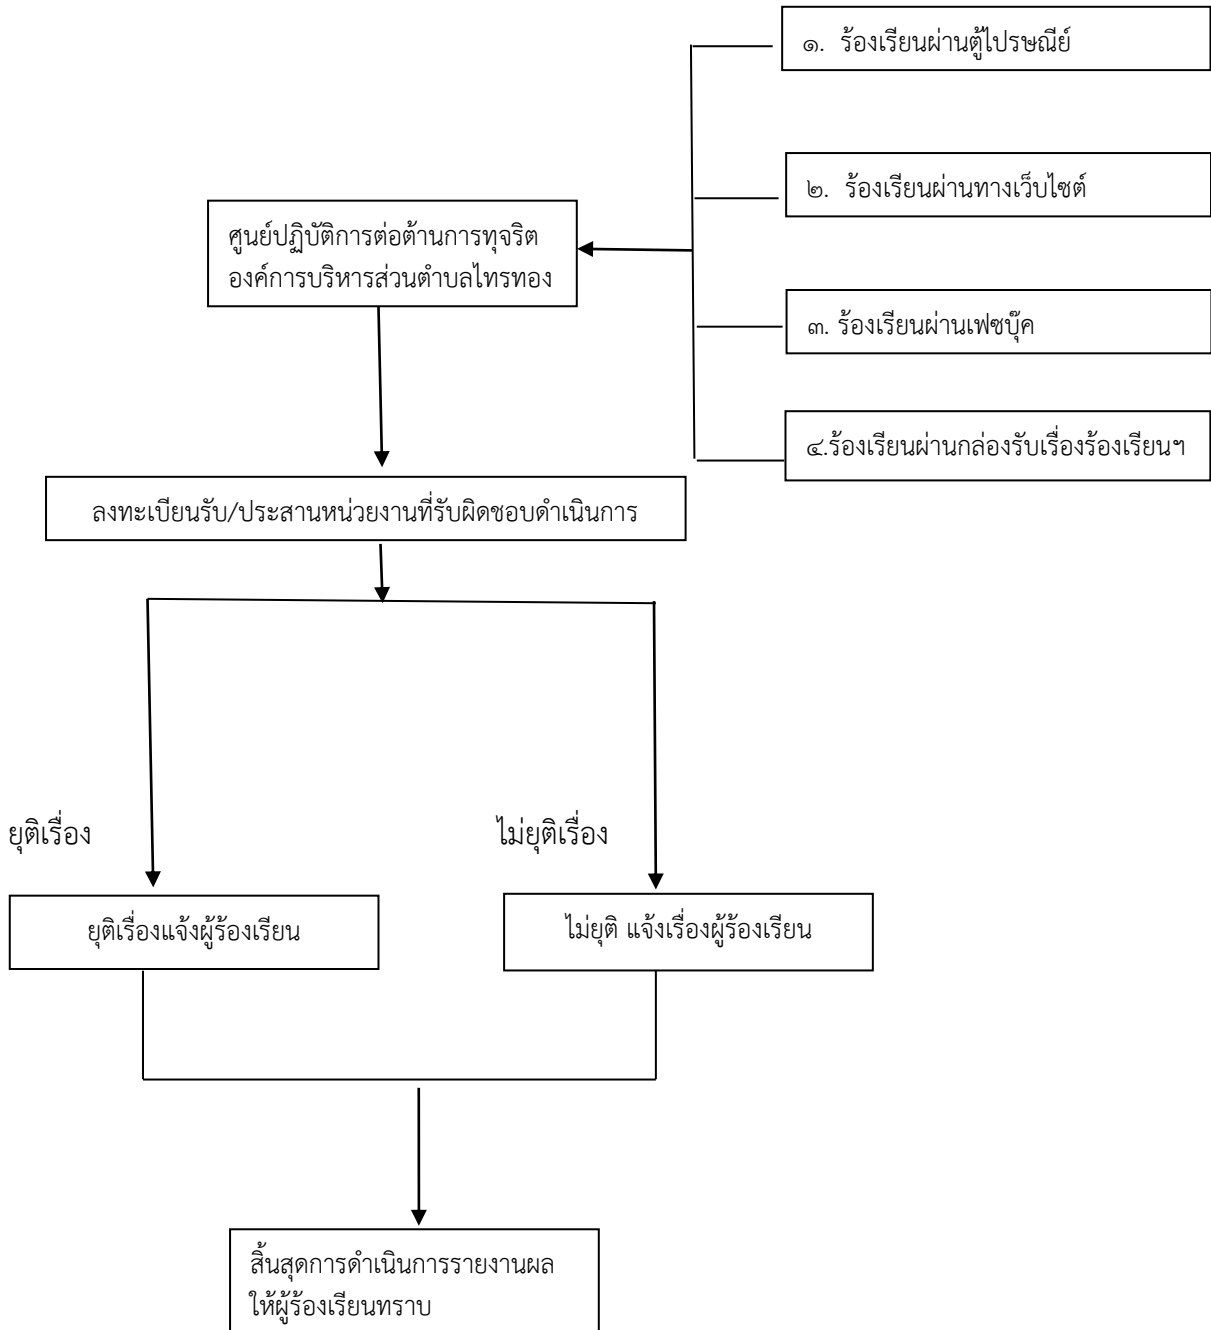 ๑. ร้องเรียนผ่านตู้ไปรษณีย์
๒. ร้องเรียนผ่านทางเว็บไซต์
ศูนย์ปฏิบัติการต่อต้านการทุจริต
องค์การบริหารส่วนตำบลไทรทอง
๓. ร้องเรียนผ่านเฟซบุ๊ค
๔.ร้องเรียนผ่านกล่องรับเรื่องร้องเรียนฯ
ลงทะเบียนรับ/ประสานหน่วยงานที่รับผิดชอบดำเนินการ
ยุติเรื่อง
ไม่ยุติเรื่อง
ยุติเรื่องแจ้งผู้ร้องเรียน
ไม่ยุติ แจ้งเรื่องผู้ร้องเรียน
สิ้นสุดการดำเนินการรายงานผล
ให้ผู้ร้องเรียนทราบ